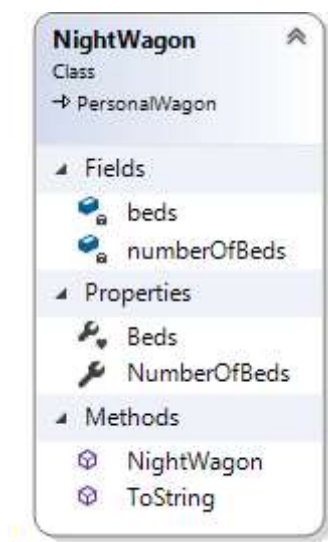 NightWagon
Class
PersonalWagon
Fields
beds
numberOfBeds
Properties
Beds
NumberOfBeds
Methods
NightWagon
ToString